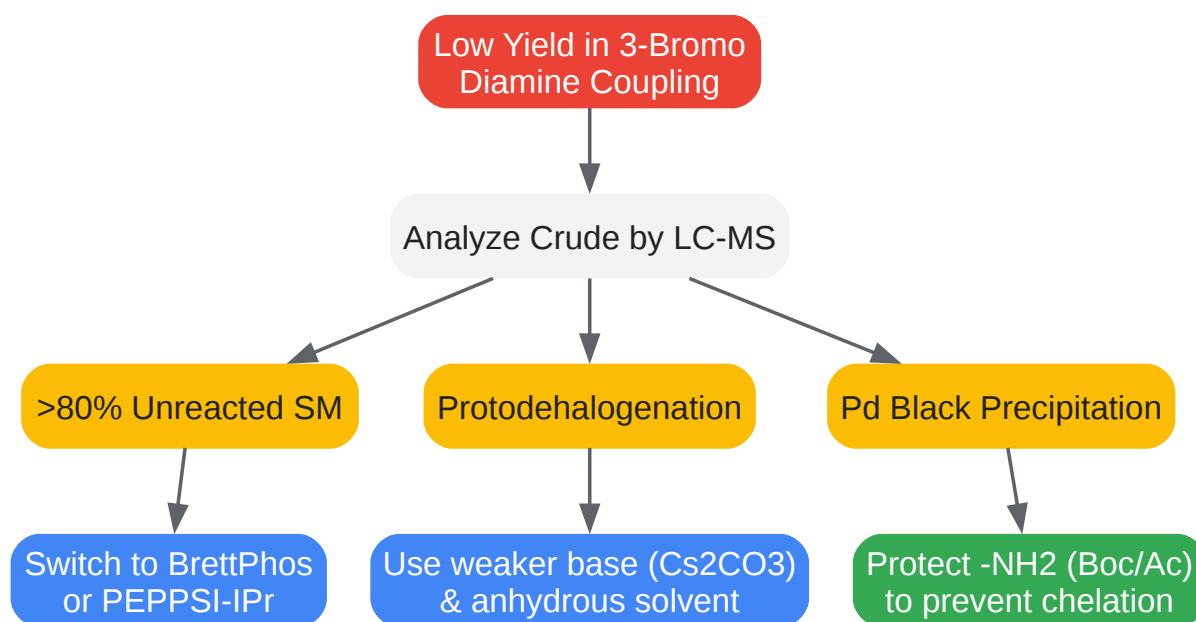 Low Yield in 3-Bromo
Diamine Coupling
Analyze Crude by LC-MS
>80% Unreacted SM
Protodehalogenation
Pd Black Precipitation
Switch to BrettPhos
or PEPPSI-IPr
Use weaker base (Cs2CO3)
& anhydrous solvent
Protect -NH2 (Boc/Ac)
to prevent chelation